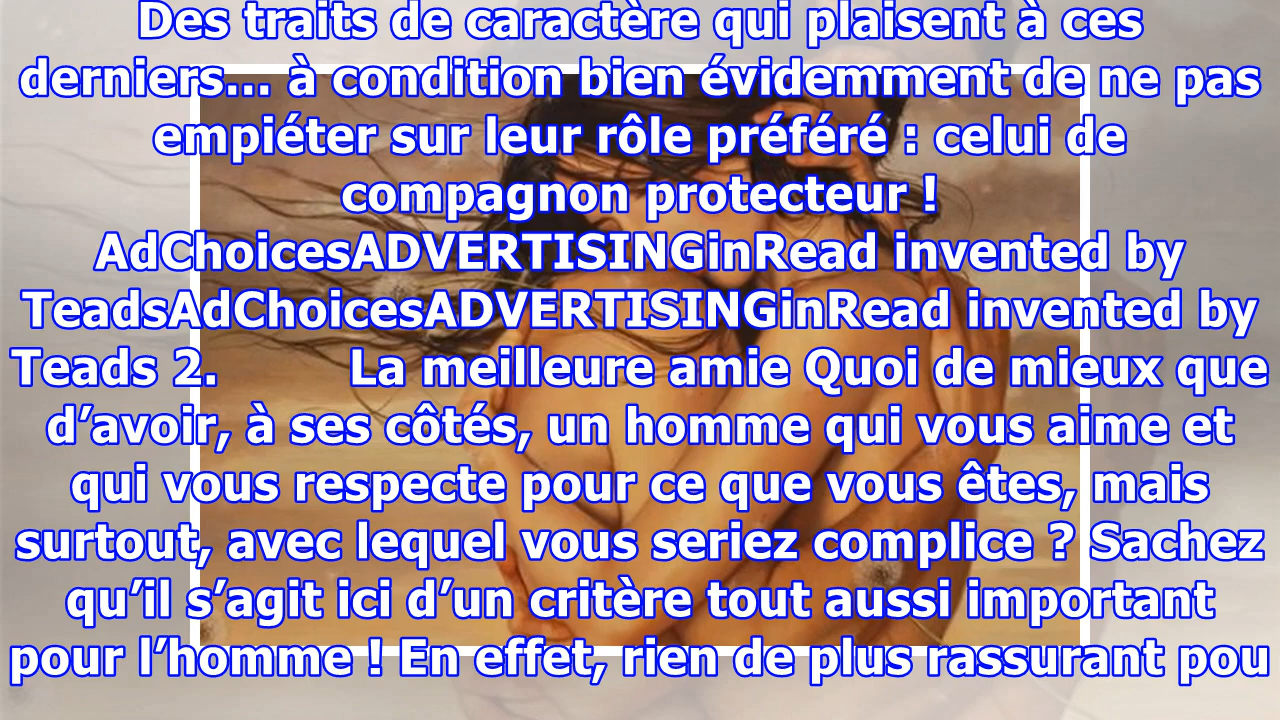 Des traits de caractère qui plaisent à ces
derniers… à condition bien évidemment de ne pas
empiéter sur leur rôle préféré : celui de
compagnon protecteur !
AdChoicesADVERTISINGinRead invented by
TeadsAdChoicesADVERTISINGinRead invented by
Teads 2. La meilleure amie Quoi de mieux que
d’avoir, à ses côtés, un homme qui vous aime et
qui vous respecte pour ce que vous êtes, mais
surtout, avec lequel vous seriez complice ? Sachez
qu’il s’agit ici d’un critère tout aussi important
pour l’homme ! En effet, rien de plus rassurant pou